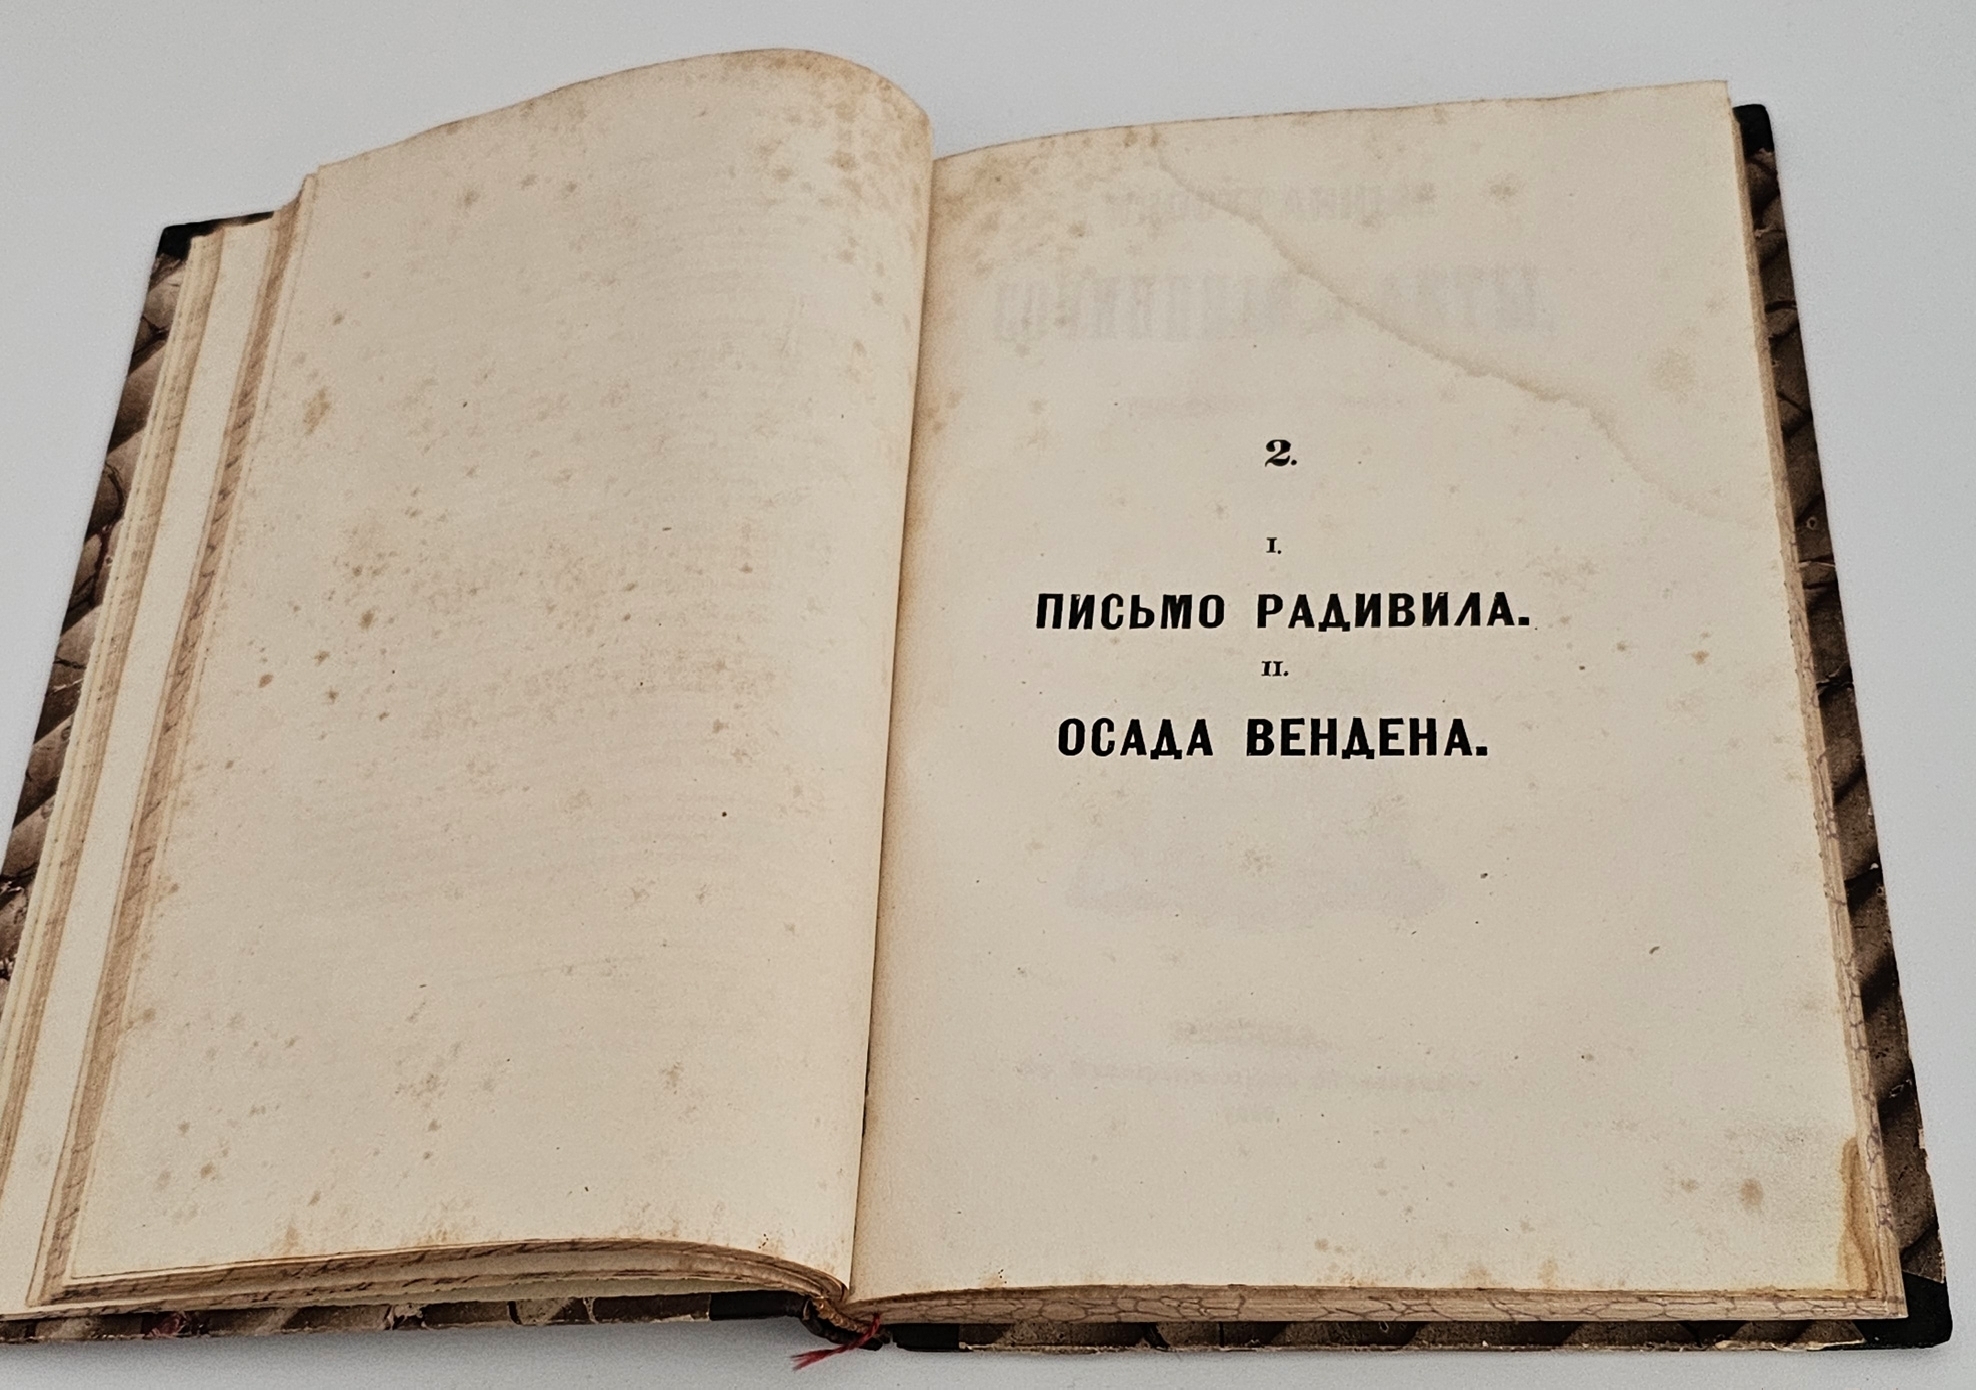 2.
I.
ПИСЬМО РАДИВИЛА.
II.
ОСАДА ВЕНДЕНА.